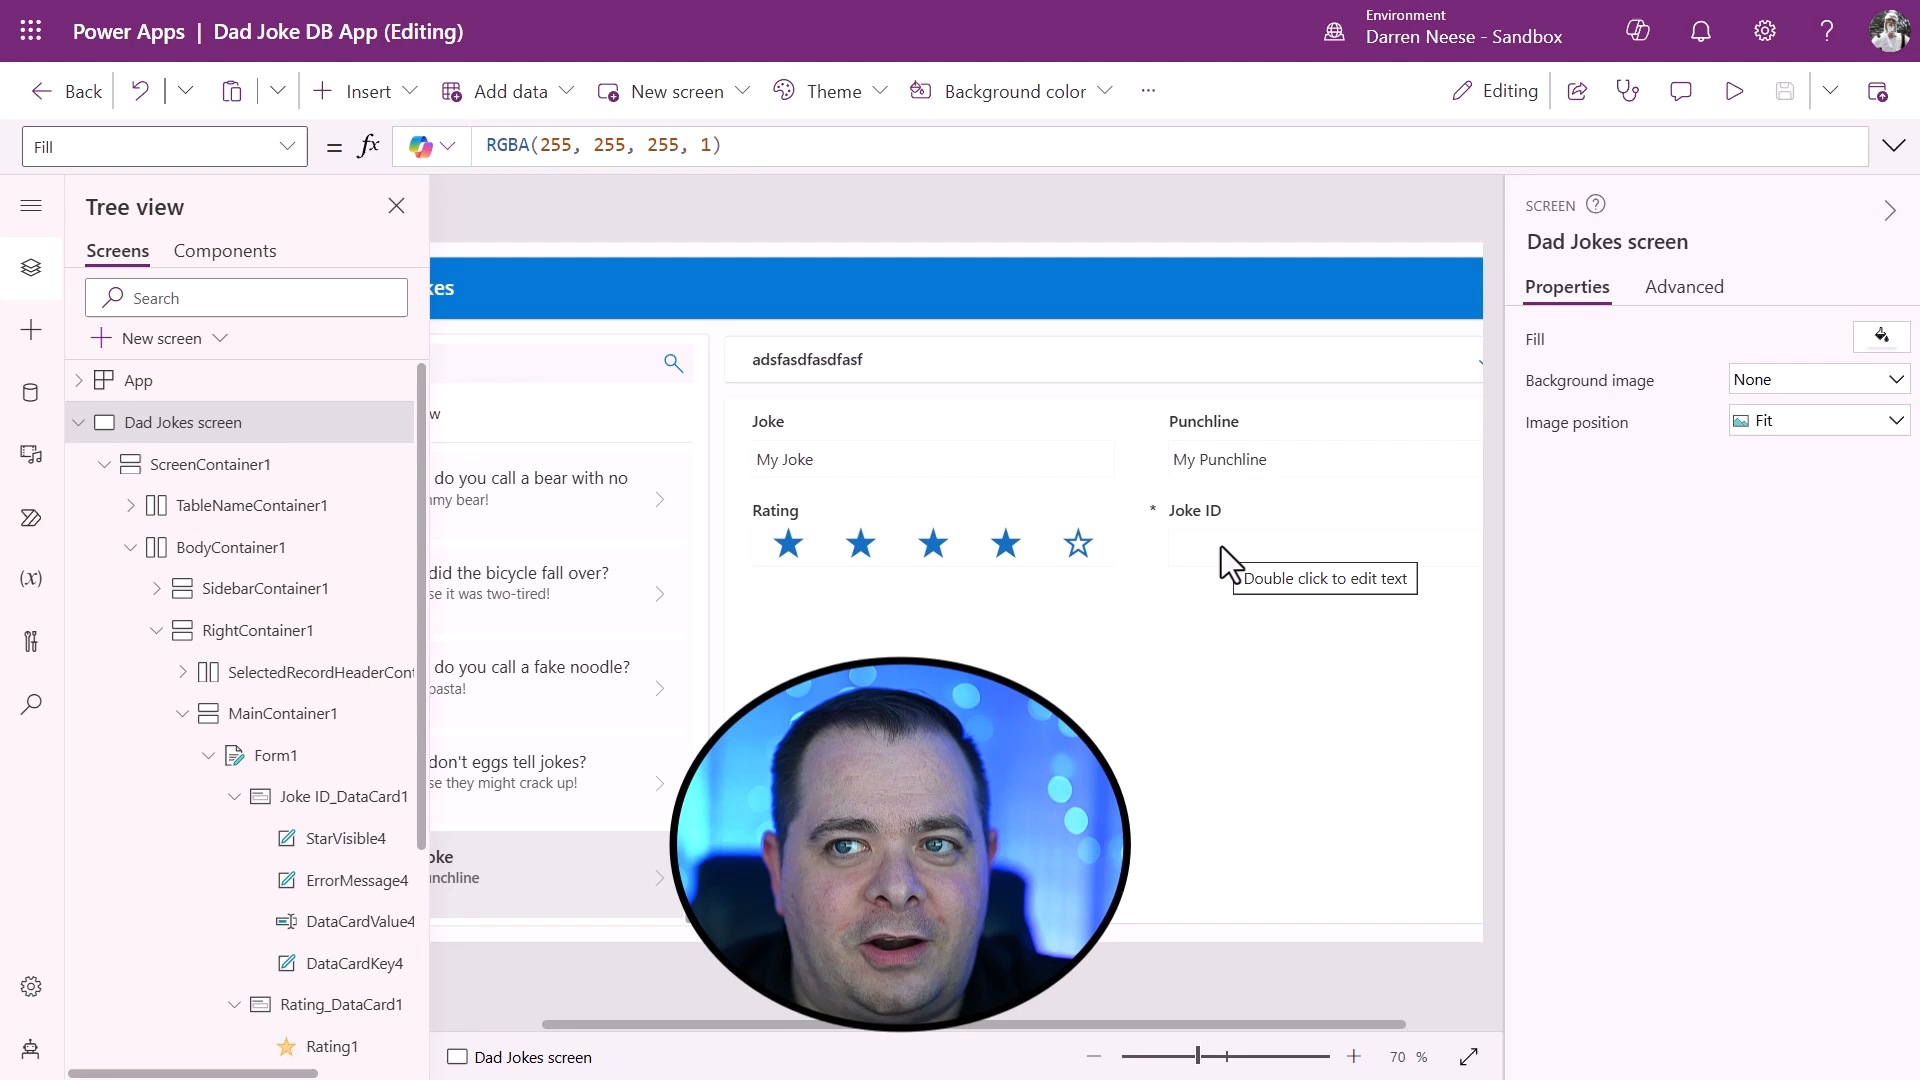 Power Apps | Dad Joke DB App (Editing)
Environment
Darren Neese - Sandbox
Back
Insert
Add data
New screen
Theme
Background color
...
Editing
Fill
= fx
RGBA(255, 255, 255, 1)
Tree view
Screens
Components
Search
New screen
App
Dad Jokes screen
ScreenContainer1
TableNameContainer1
BodyContainer1
SidebarContainer1
RightContainer1
SelectedRecordHeaderCont
MainContainer1
Form1
Joke ID_DataCard1
StarVisible4
ErrorMessage4
DataCardValue4
DataCardKey4
Rating_DataCard1
Rating1
kes
w
do you call a bear with no
my bear!
did the bicycle fall over?
se it was two-tired!
do you call a fake noodle?
pasta!
don't eggs tell jokes?
se they might crack up!
oke
unchline
adsfasdfasdfasf
Joke
My Joke
Punchline
My Punchline
Rating
* Joke ID
Double click to edit text
Dad Jokes screen
70 %
SCREEN
Dad Jokes screen
Properties
Advanced
Fill
Background image
None
Image position
Fit